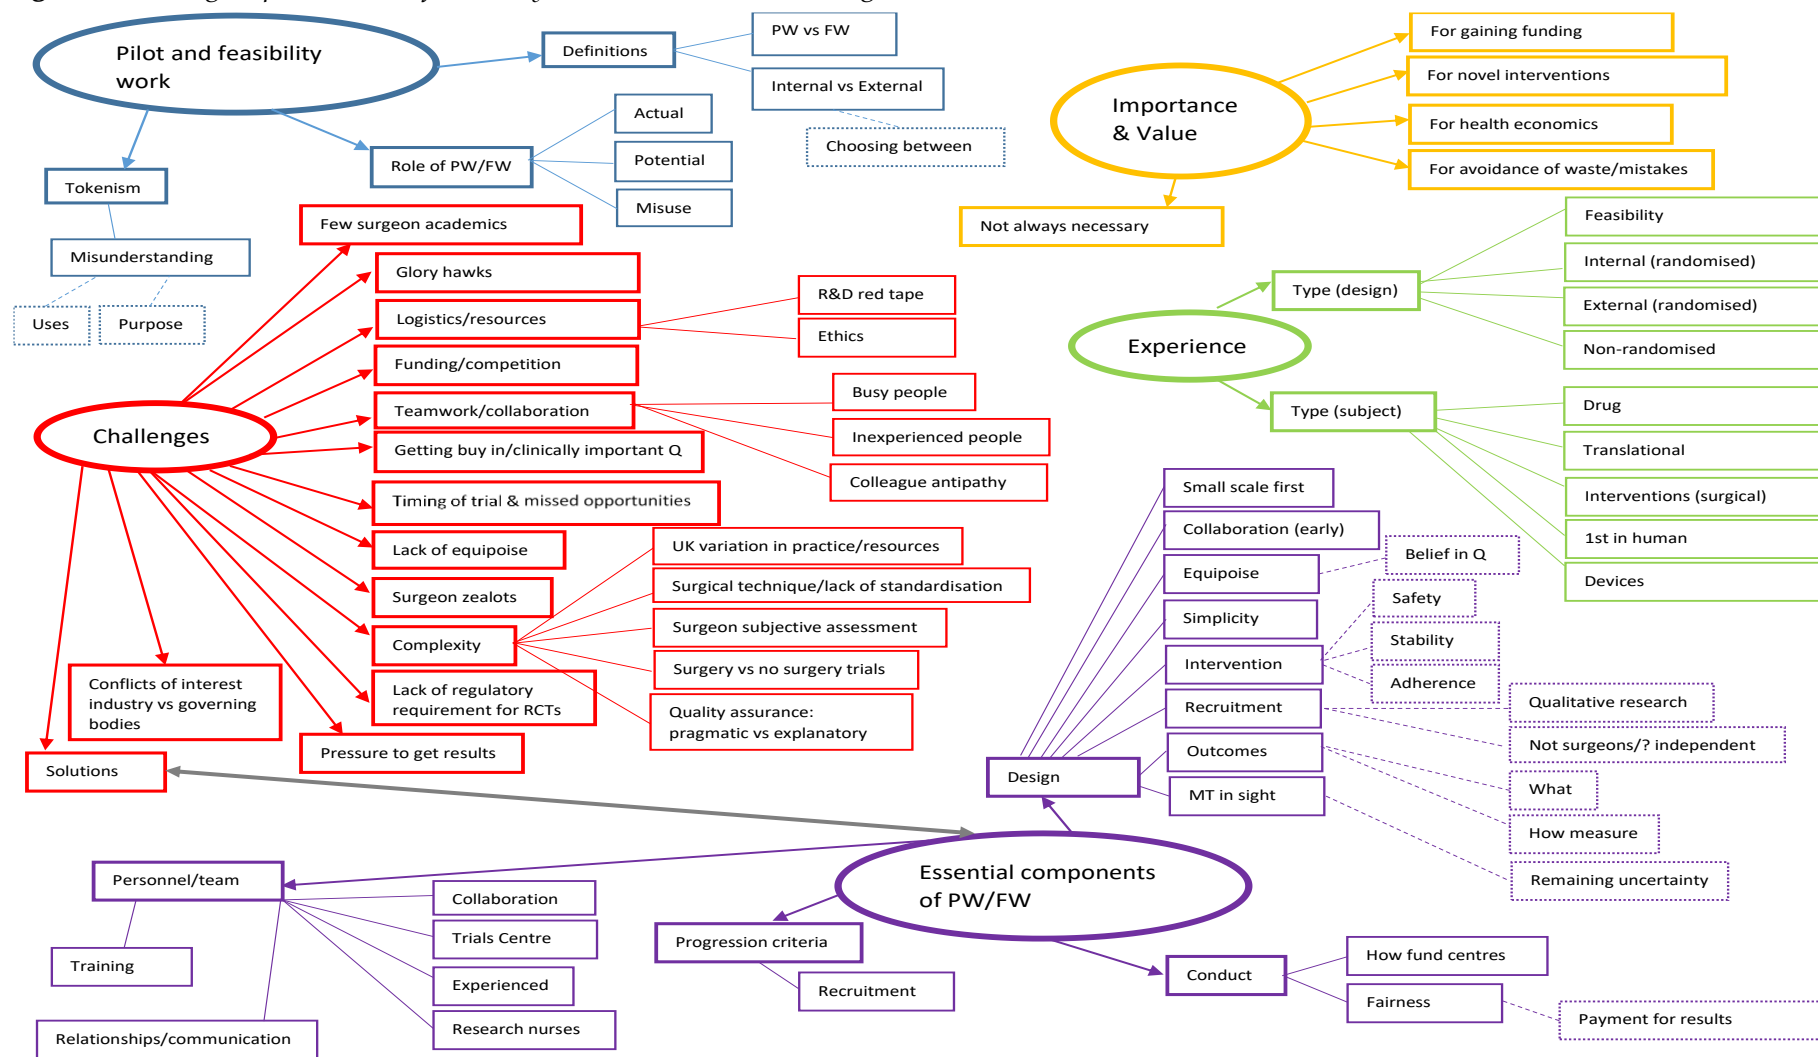 Pilot and feasibility
work
Definitions
PW vs FW
Internal vs External
Choosing between
Role of PW/FW
Actual
Potential
Misuse
Tokenism
Misunderstanding
Uses
Purpose
Importance
& Value
For gaining funding
For novel interventions
For health economics
For avoidance of waste/mistakes
Not always necessary
Experience
Type (design)
Feasibility
Internal (randomised)
External (randomised)
Non-randomised
Type (subject)
Drug
Translational
Interventions (surgical)
1st in human
Devices
Challenges
Few surgeon academics
Glory hawks
Logistics/resources
R&D red tape
Ethics
Funding/competition
Teamwork/collaboration
Busy people
Inexperienced people
Colleague antipathy
Getting buy in/clinically important Q
Timing of trial & missed opportunities
Lack of equipoise
Surgeon zealots
Complexity
UK variation in practice/resources
Surgical technique/lack of standardisation
Surgeon subjective assessment
Surgery vs no surgery trials
Quality assurance:
pragmatic vs explanatory
Lack of regulatory
requirement for RCTs
Pressure to get results
Conflicts of interest
industry vs governing
bodies
Solutions
Essential components
of PW/FW
Design
Small scale first
Collaboration (early)
Equipoise
Belief in Q
Simplicity
Intervention
Safety
Stability
Adherence
Recruitment
Qualitative research
Not surgeons/? independent
Outcomes
What
How measure
MT in sight
Remaining uncertainty
Personnel/team
Training
Relationships/communication
Collaboration
Trials Centre
Experienced
Research nurses
Progression criteria
Recruitment
Conduct
How fund centres
Fairness
Payment for results